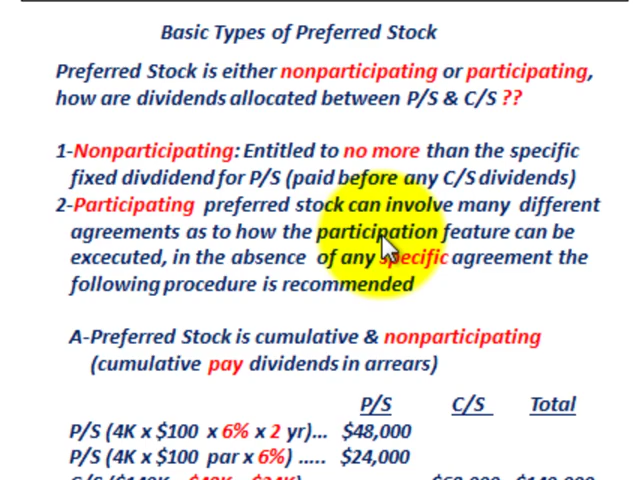 Basic Types of Preferred Stock
Preferred Stock is either nonparticipating or participating,
how are dividends allocated between P/S & C/S ??
1-Nonparticipating: Entitled to no more than the specific
fixed divdidend for P/S (paid before any C/S dividends)
2-Participating preferred stock can involve many different
agreements as to how the participation feature can be
excecuted, in the absence of any specific agreement the
following procedure is recommended
A-Preferred Stock is cumulative & nonparticipating
(cumulative pay dividends in arrears)
P/S C/S Total
P/S (4K x $100 x 6% x 2 yr)... $48,000
P/S (4K x $100 par x 6%) ..... $24,000